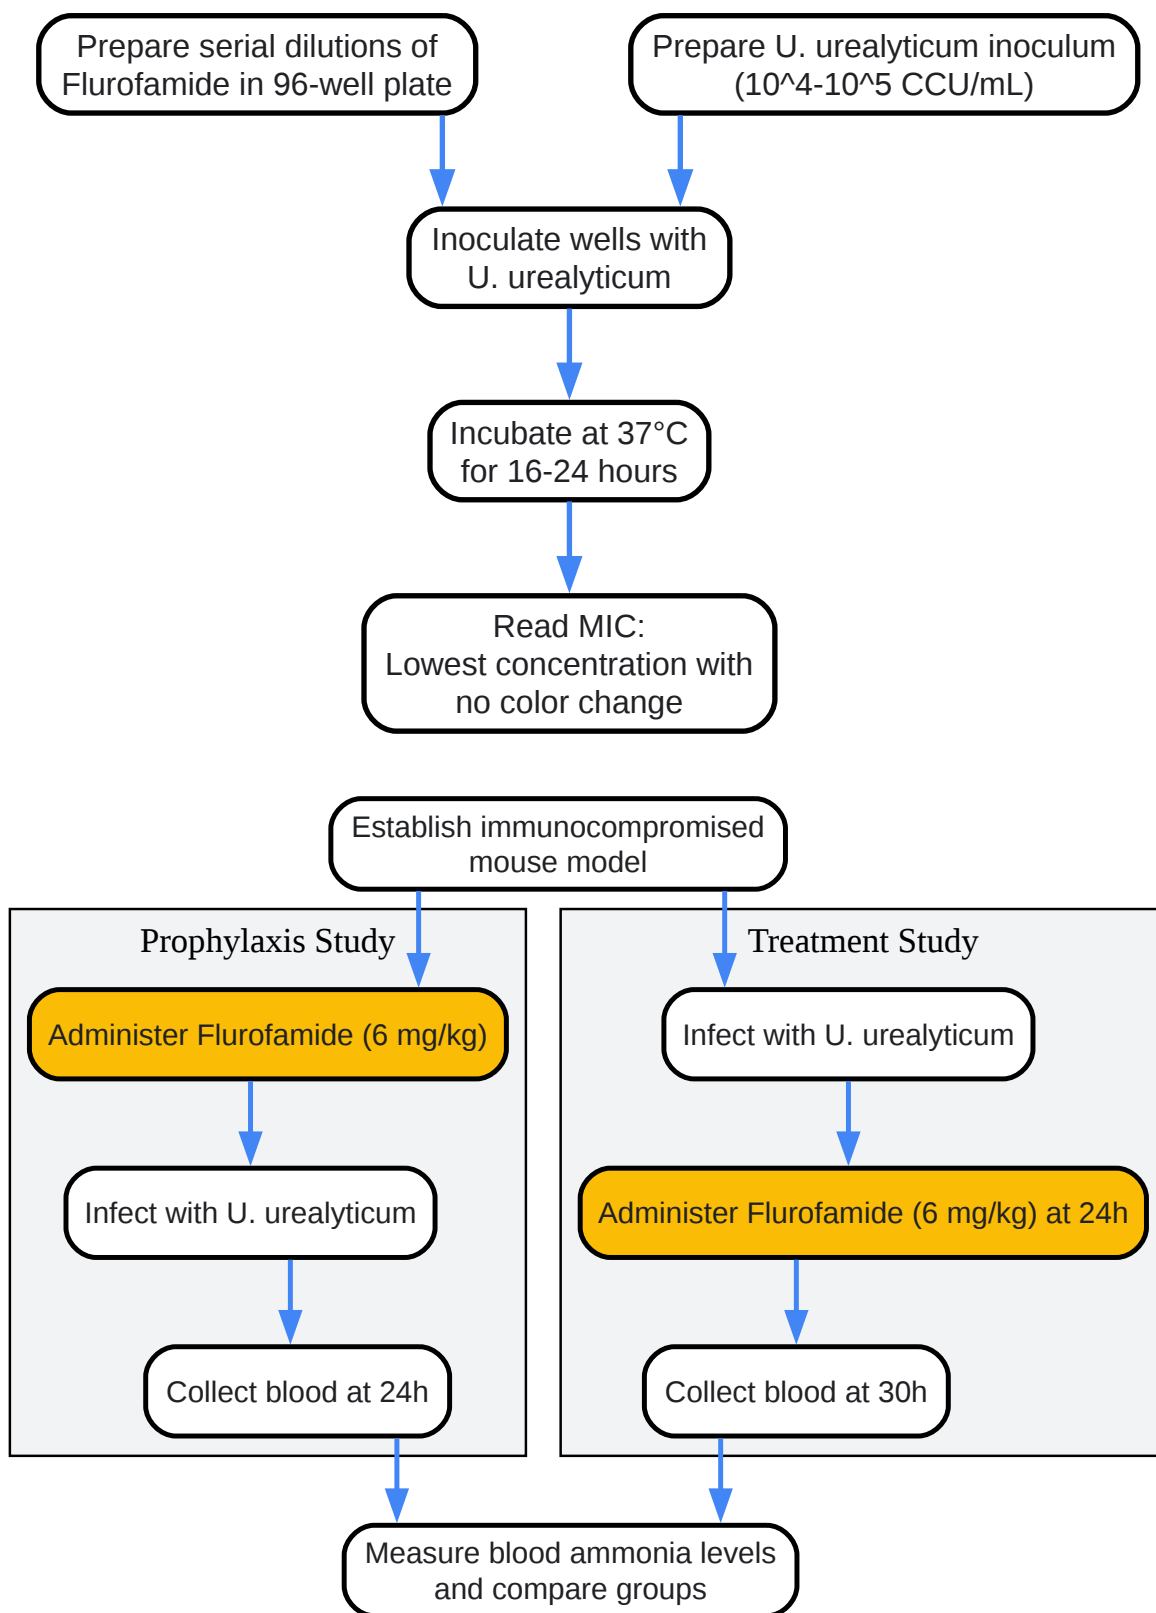 Prepare serial dilutions of
Flurofamide in 96-well plate
Prepare U. urealyticum inoculum
(10^4-10^5 CCU/mL)
Inoculate wells with
U. urealyticum
Incubate at 37°C
for 16-24 hours
Read MIC:
Lowest concentration with
no color change
Establish immunocompromised
mouse model
Prophylaxis Study
Administer Flurofamide (6 mg/kg)
Infect with U. urealyticum
Collect blood at 24h
Treatment Study
Infect with U. urealyticum
Administer Flurofamide (6 mg/kg) at 24h
Collect blood at 30h
Measure blood ammonia levels
and compare groups